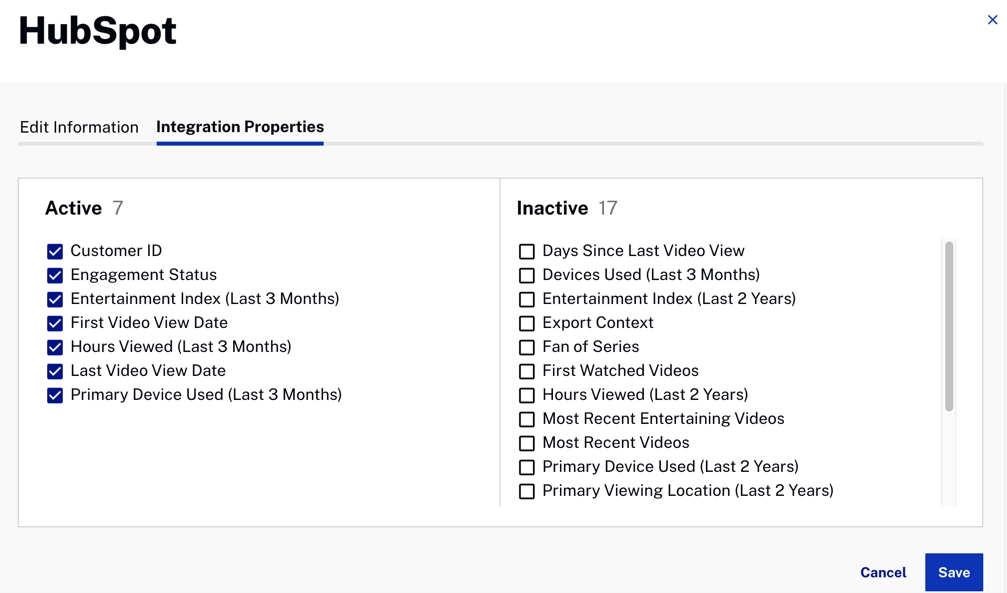 HubSpot
Edit Information
Integration Properties
Active 7
Customer ID
Engagement Status
Entertainment Index (Last 3 Months)
First Video View Date
Hours Viewed (Last 3 Months)
Last Video View Date
Primary Device Used (Last 3 Months)
Inactive 17
Days Since Last Video View
Devices Used (Last 3 Months)
Entertainment Index (Last 2 Years)
Export Context
Fan of Series
First Watched Videos
Hours Viewed (Last 2 Years)
Most Recent Entertaining Videos
Most Recent Videos
Primary Device Used (Last 2 Years)
Primary Viewing Location (Last 2 Years)
Cancel
Save